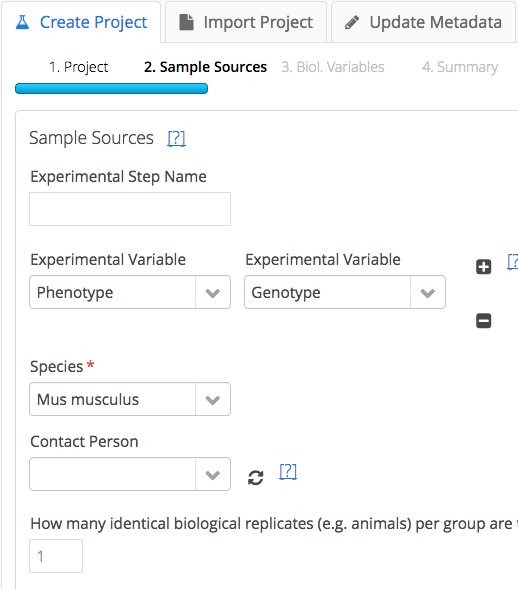 Create Project Import Project Update Metadata
1. Project 2. Sample Sources 3. Biol. Variables 4. Summary
Sample Sources [?]
Experimental Step Name
Experimental Variable Experimental Variable
[?
Phenotype Genotype
Species *
Mus musculus
Contact Person
[?]
How many identical biological replicates (e.g. animals) per group are
1